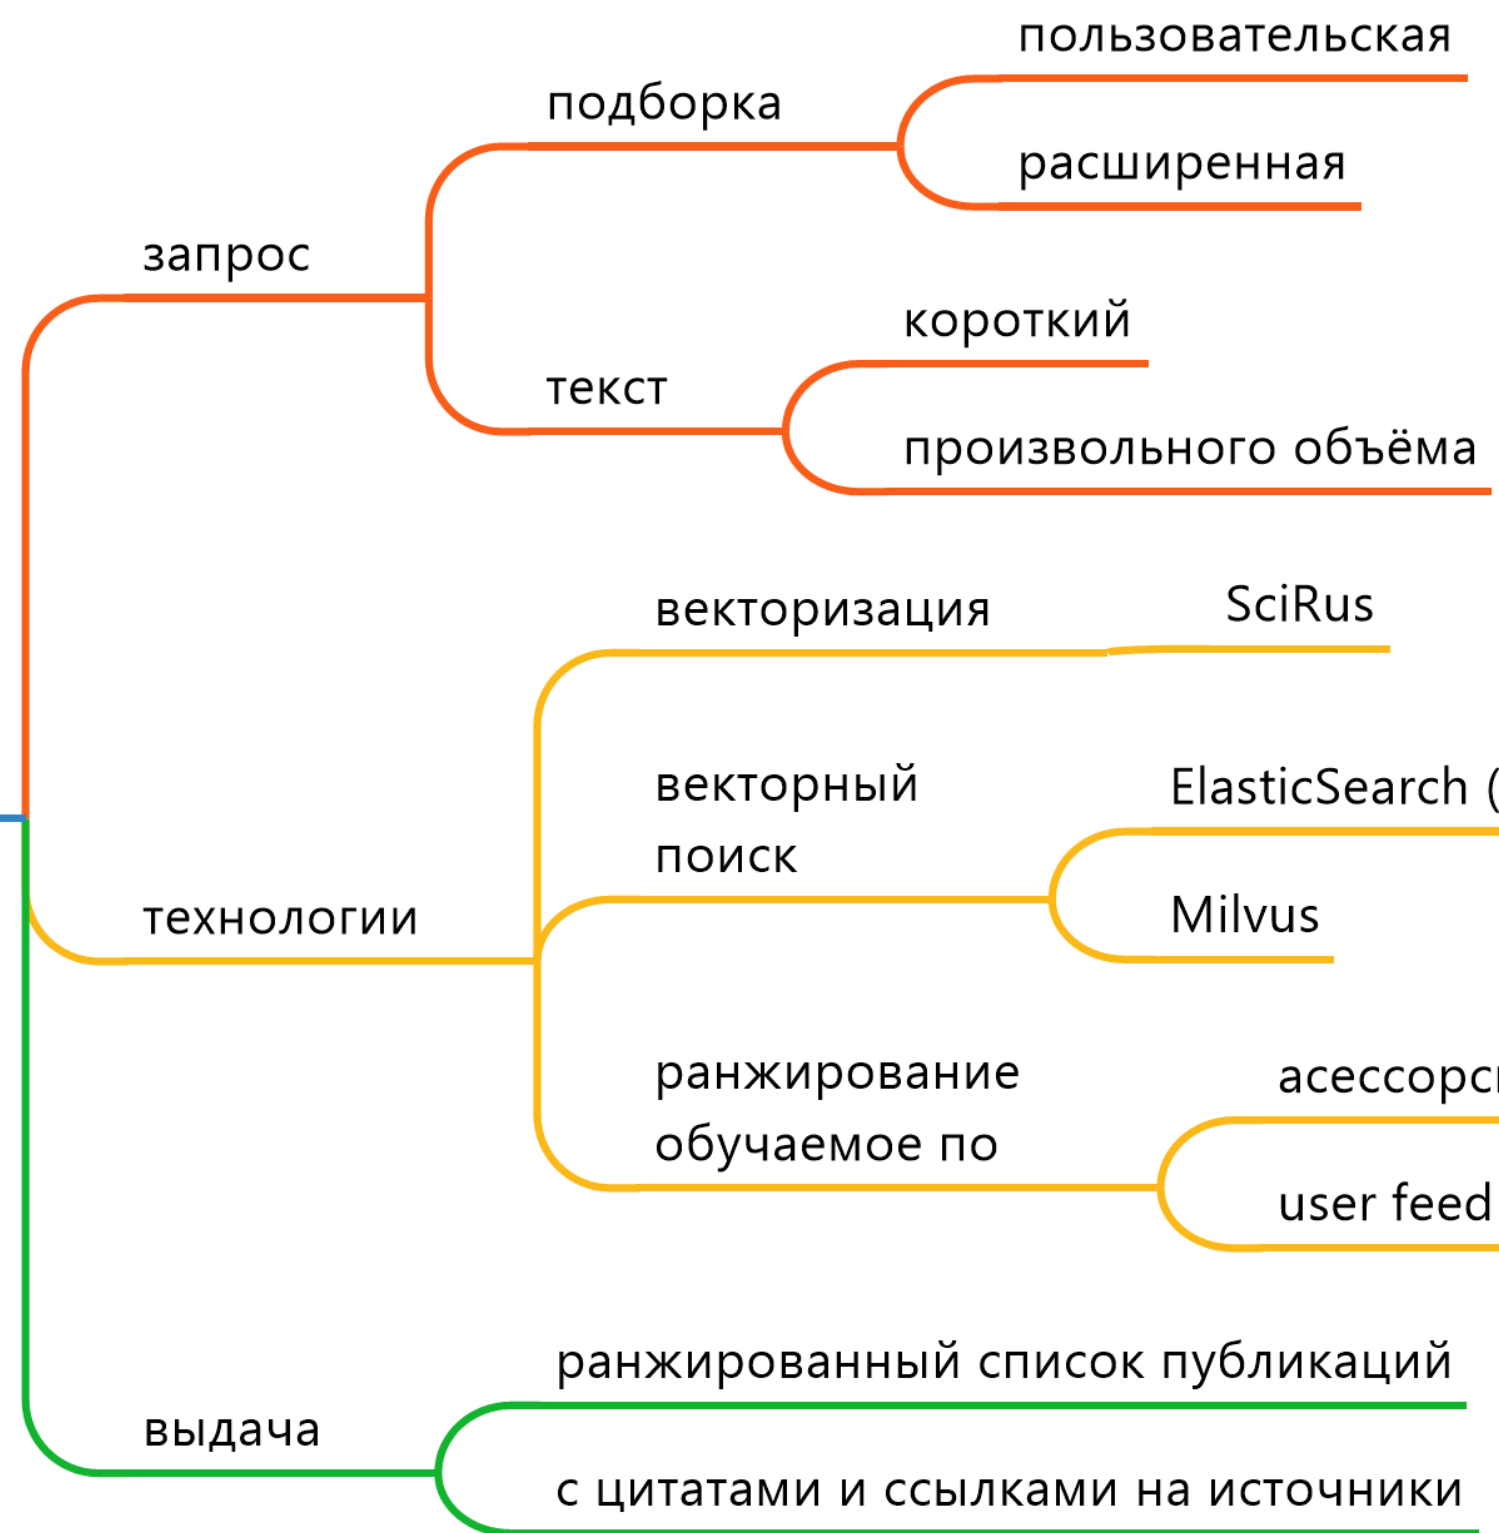 пользовательская
подборка
расширенная
запрос
короткий
текст
произвольного объёма
векторизация
SciRus
векторный
поиск
ElasticSearch (
Milvus
технологии
ранжирование
обучаемое по
user feed
ранжированный список публикаций
выдача
с цитатами и ссылками на источники